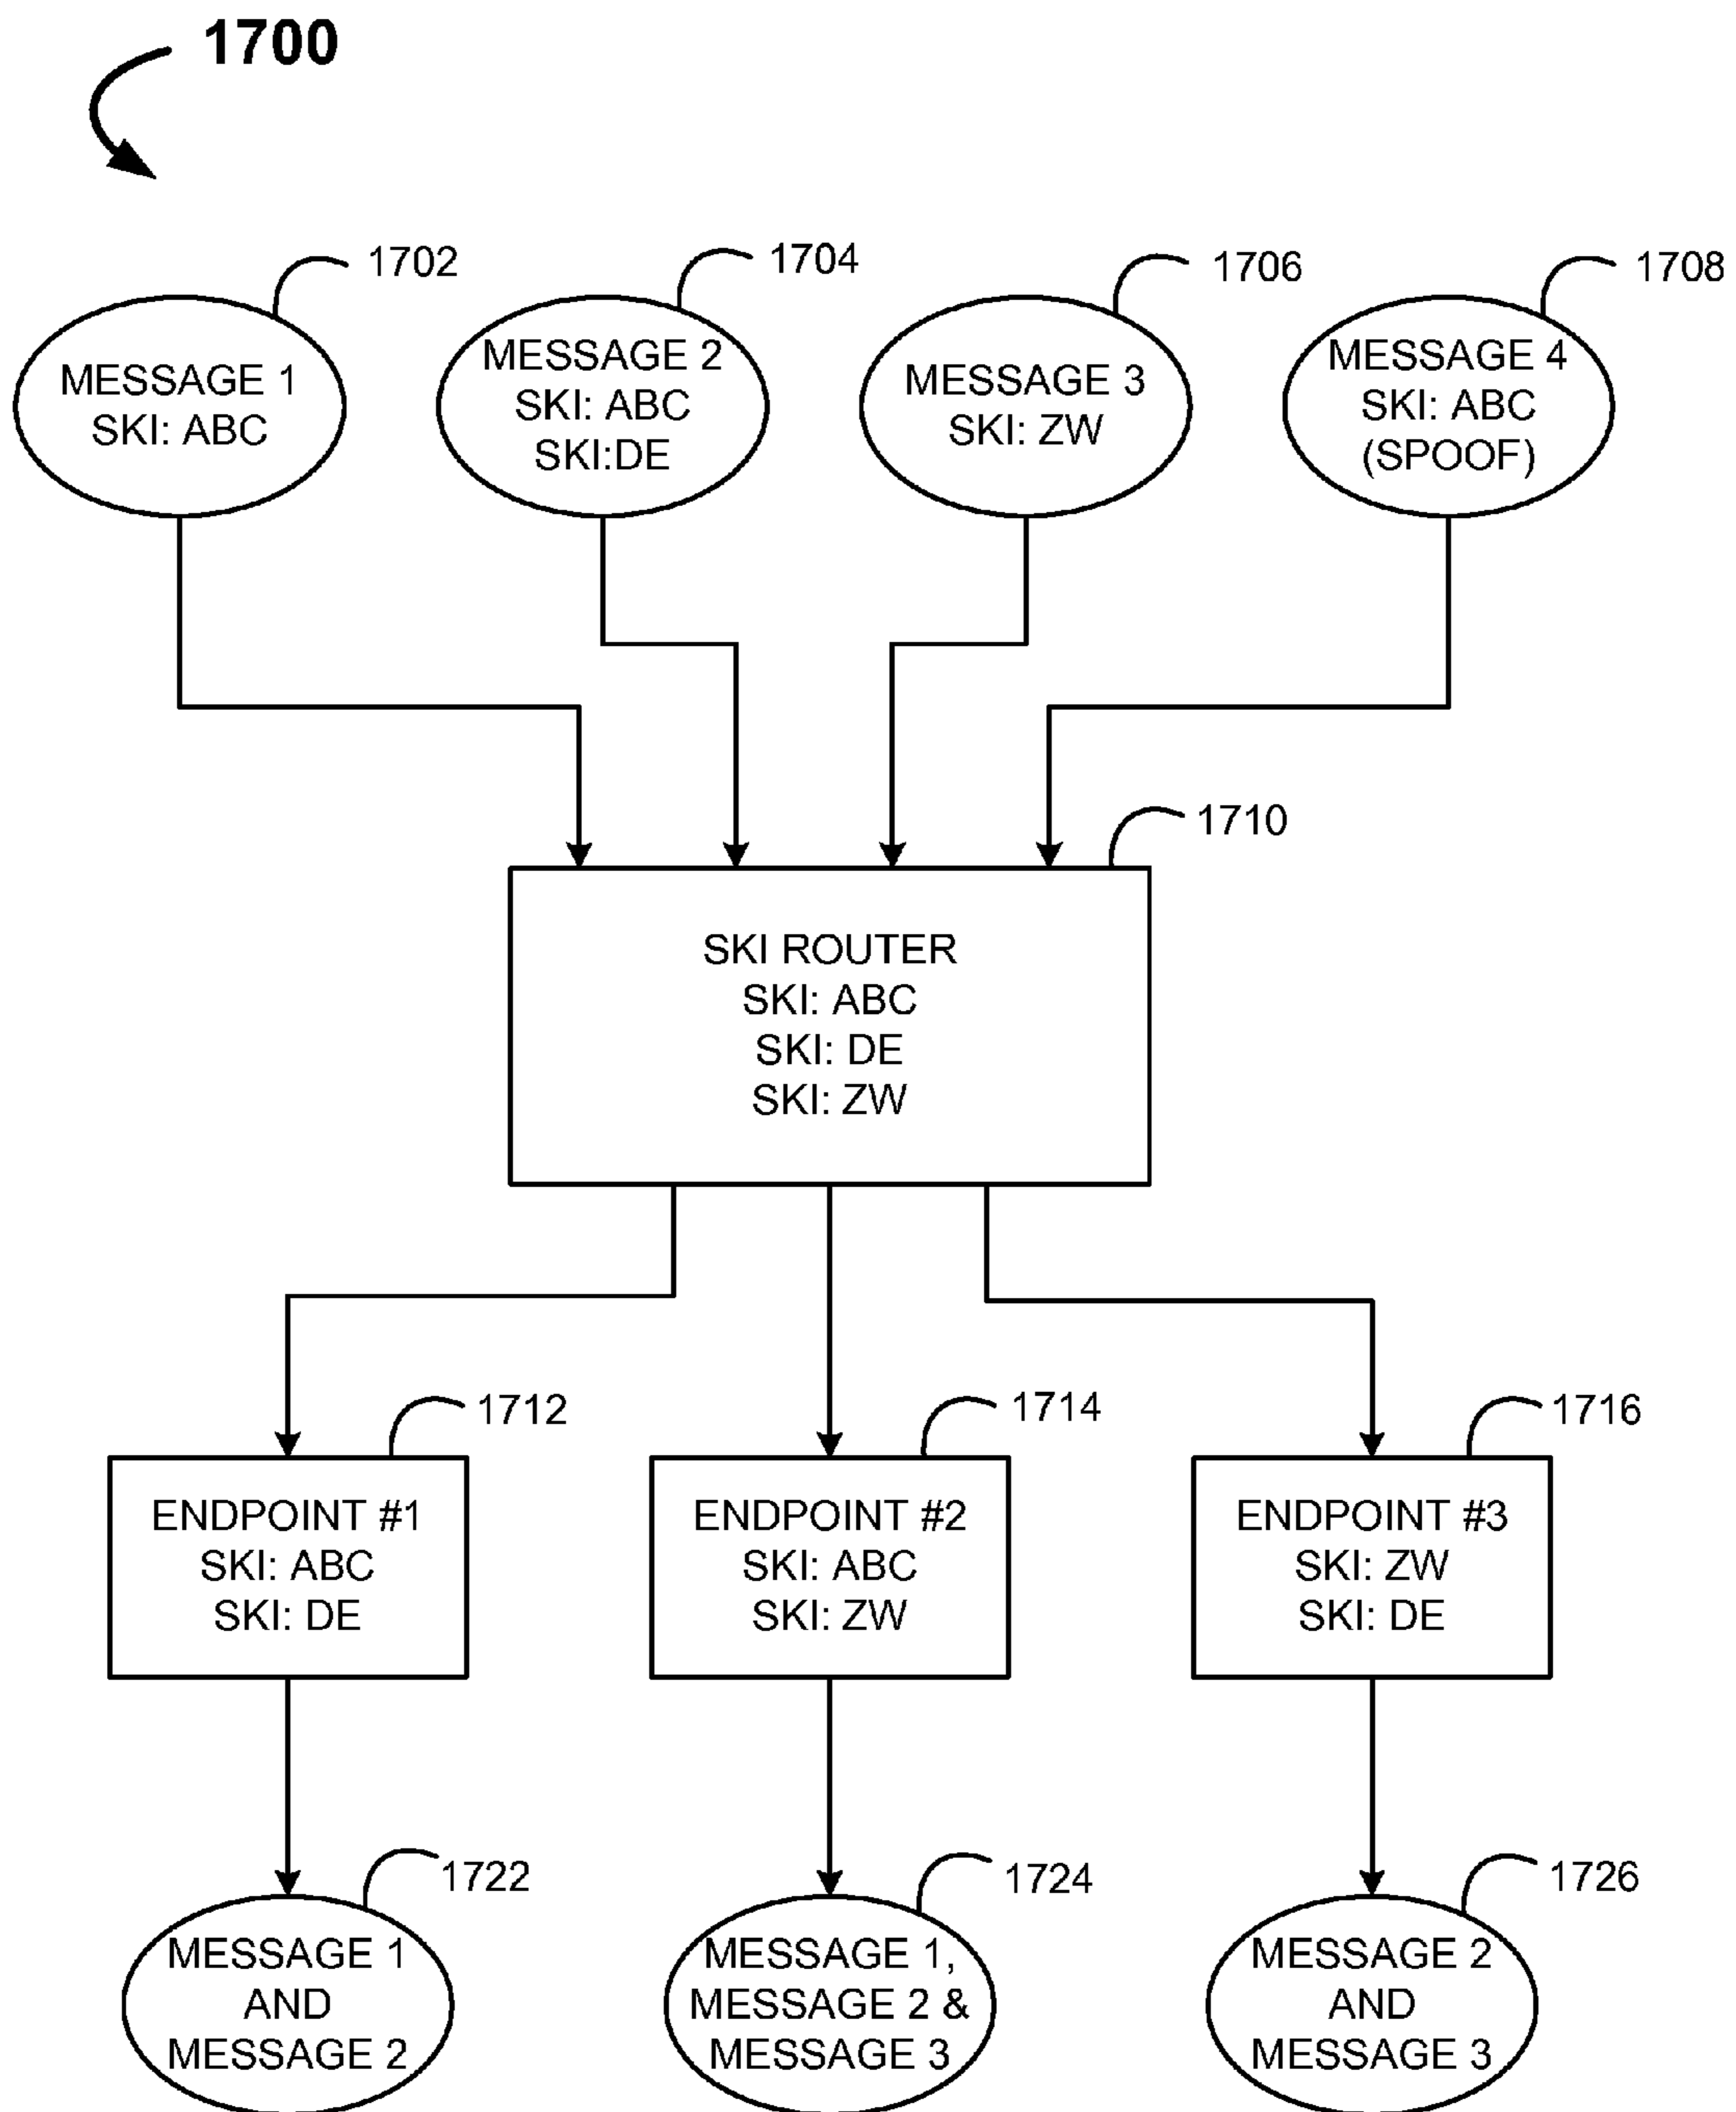 1700
1702
1704
1706
1708
MESSAGE 1
SKI: ABC
MESSAGE 2
SKI: ABC
SKI:DE
MESSAGE 3
SKI: ZW
MESSAGE 4
SKI: ABC
(SPOOF)
1710
SKI ROUTER
SKI: ABC
SKI: DE
SKI: ZW
1712
1714
1716
ENDPOINT #1
SKI: ABC
SKI: DE
ENDPOINT #2
SKI: ABC
SKI: ZW
ENDPOINT #3
SKI: ZW
SKI: DE
1722
1724
1726
MESSAGE 1
AND
MESSAGE 2
MESSAGE 1,
MESSAGE 2 &
MESSAGE 3
MESSAGE 2
AND
MESSAGE 3